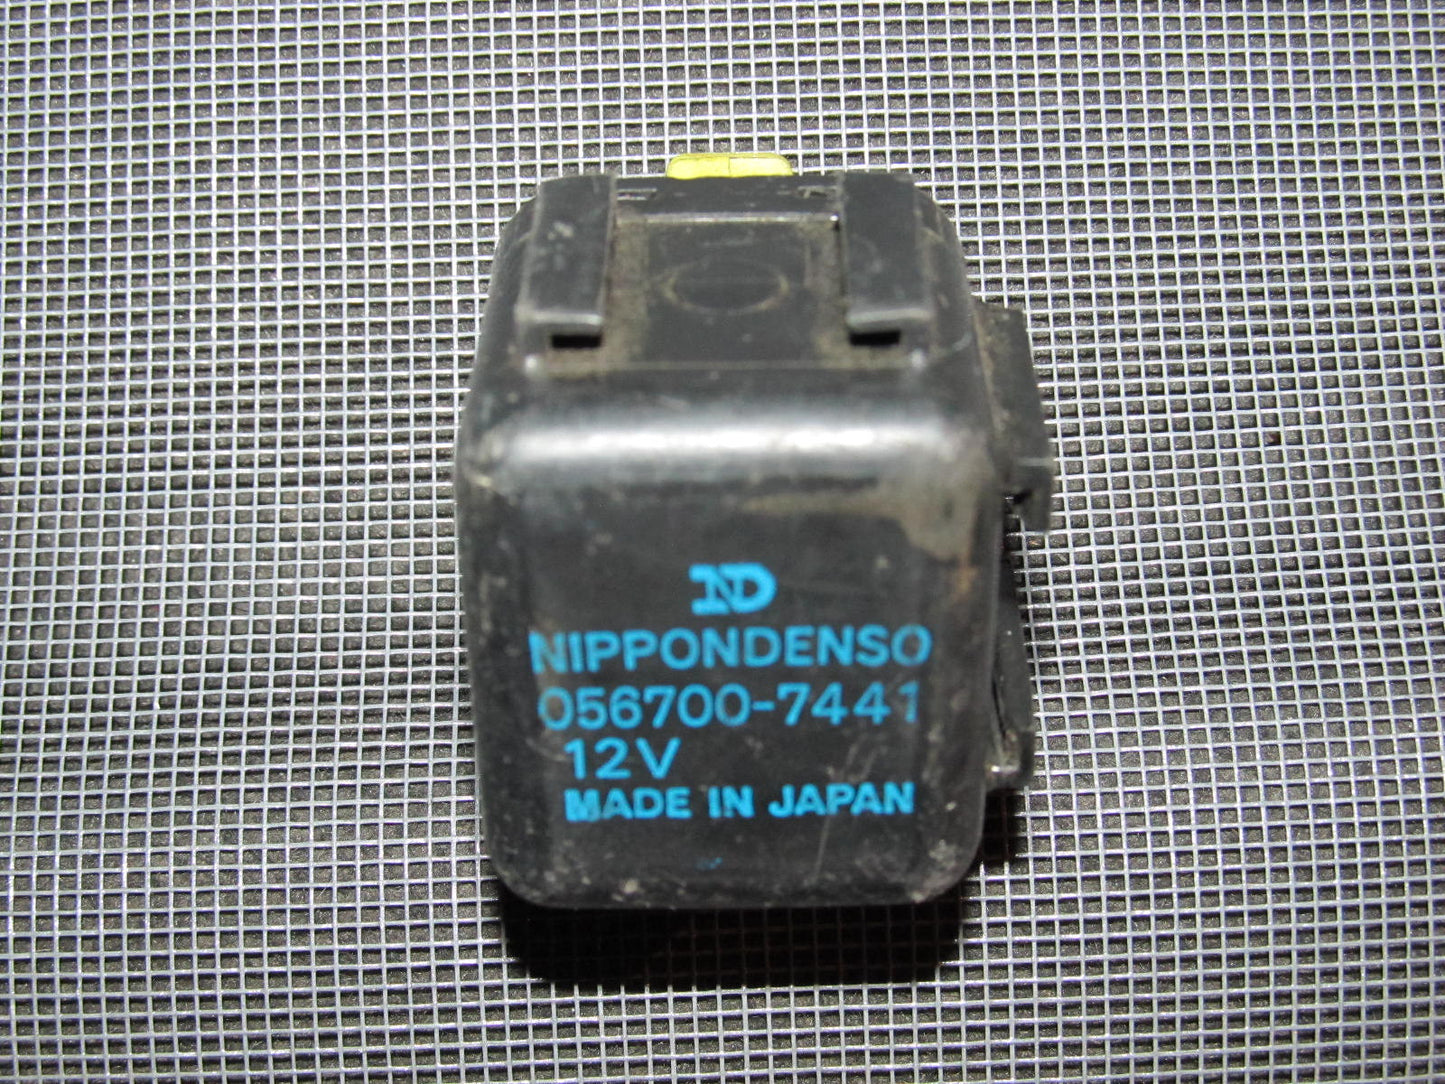 ND
NIPPONDENSO
056700-7441
12V
MADE IN JAPAN